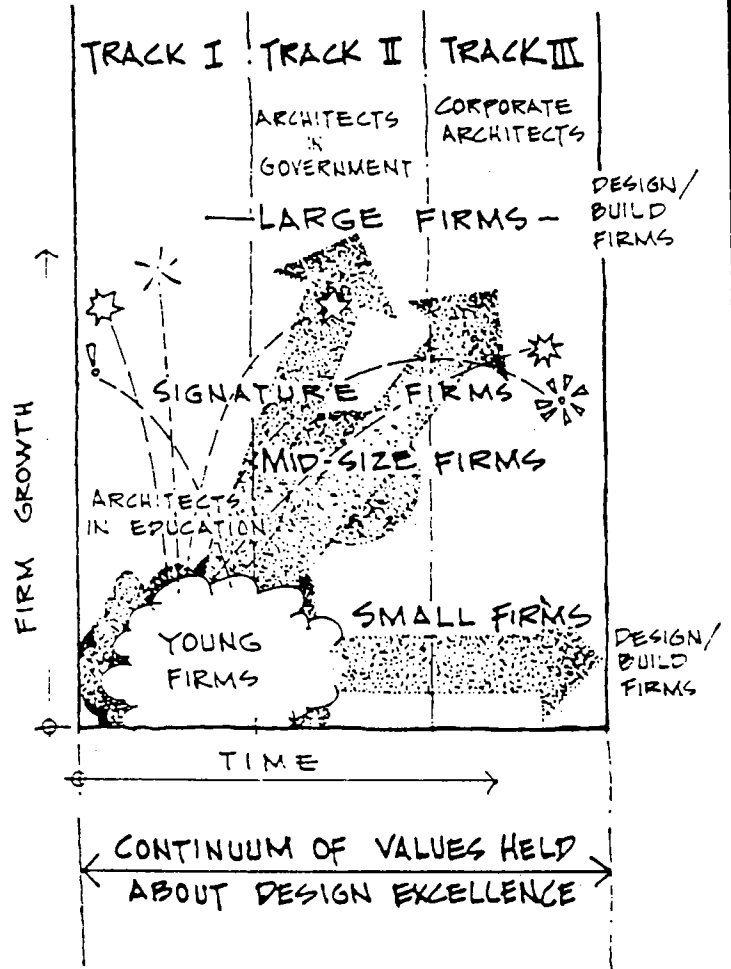 TRACK I
TRACK II
TRACK III
ARCHITECTS
IN
GOVERNMENT
CORPORATE
ARCHITECTS
DESIGN/
BUILD
FIRMS
LARGE FIRMS
!
SIGNATURE FIRMS
MID-SIZE FIRMS
ARCHITECTS
IN EDUCATION
FIRM GROWTH
YOUNG
FIRMS
SMALL FIRMS
DESIGN/
BUILD
FIRMS
TIME
CONTINUUM OF VALUES HELD
ABOUT DESIGN EXCELLENCE